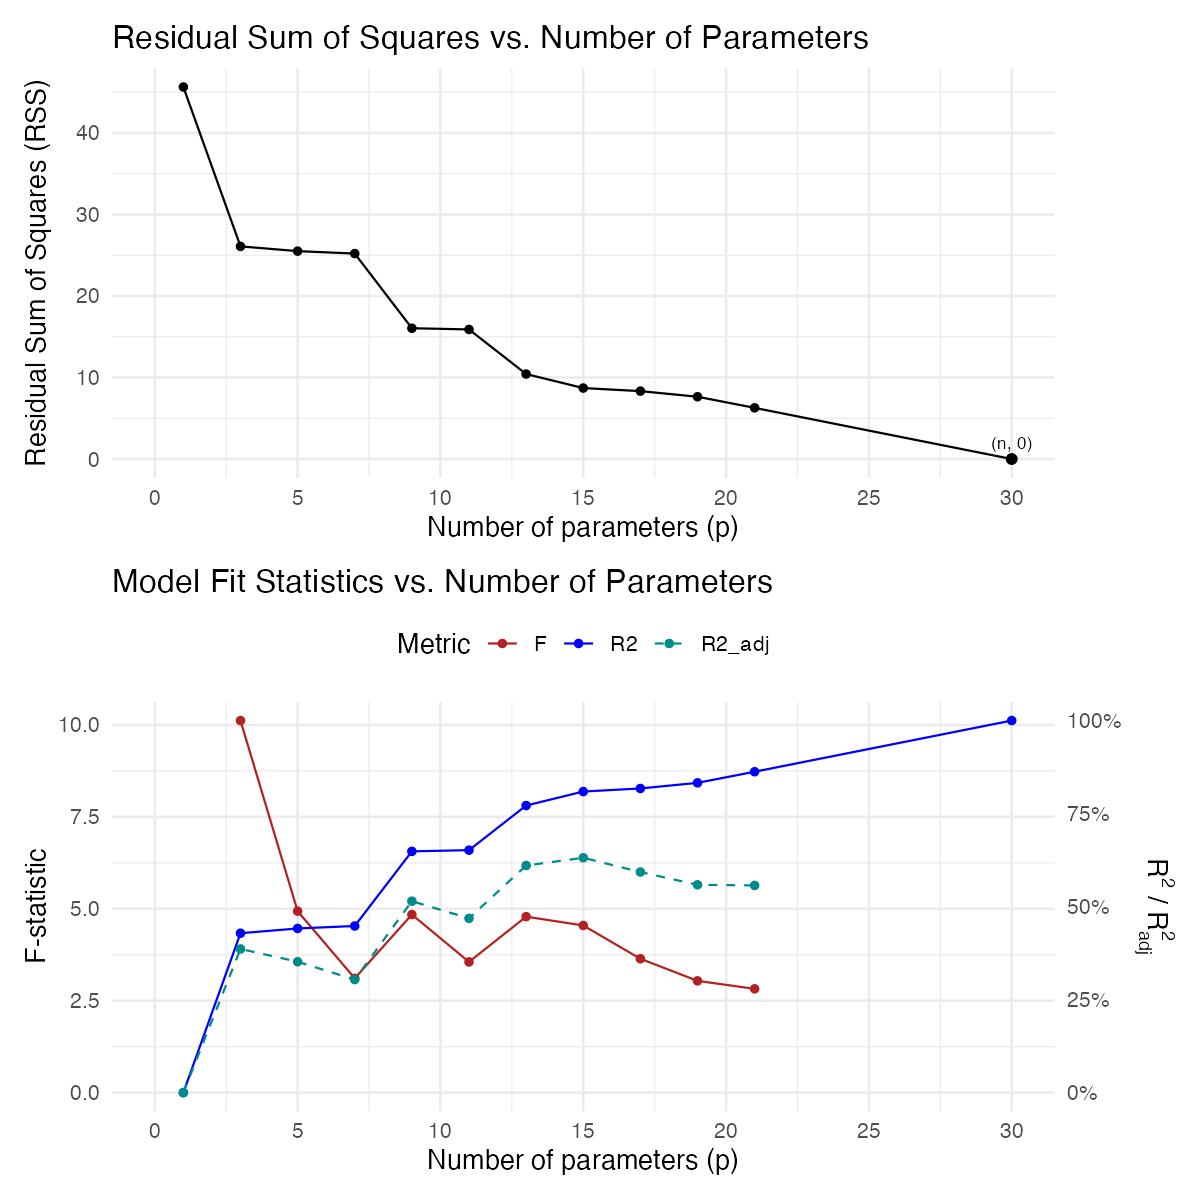 Residual Sum of Squares vs. Number of Parameters
Residual Sum of Squares (RSS)
40
30
20
10
0
(n, 0)
0 5 10 15 20 25 30
Number of parameters (p)
Model Fit Statistics vs. Number of Parameters
Metric F R2 R2_adj
F-statistic
10.0
7.5
5.0
2.5
0.0
100%
75%
50%
25%
0%
R² / R²adj
0 5 10 15 20 25 30
Number of parameters (p)